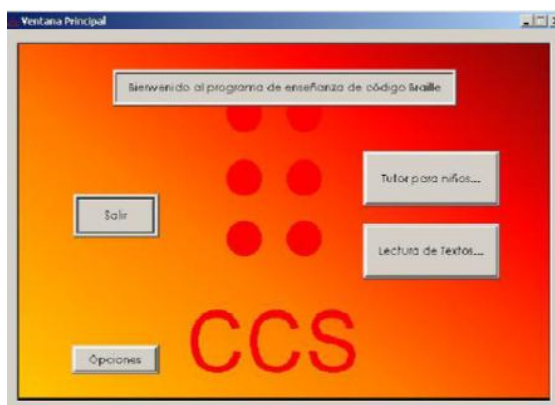 Ventana Principal
Bienvenido al programa de enseñanza de código Braille
Tutor para niños...
Salir
Lectura de Textos...
CCS
Opciones